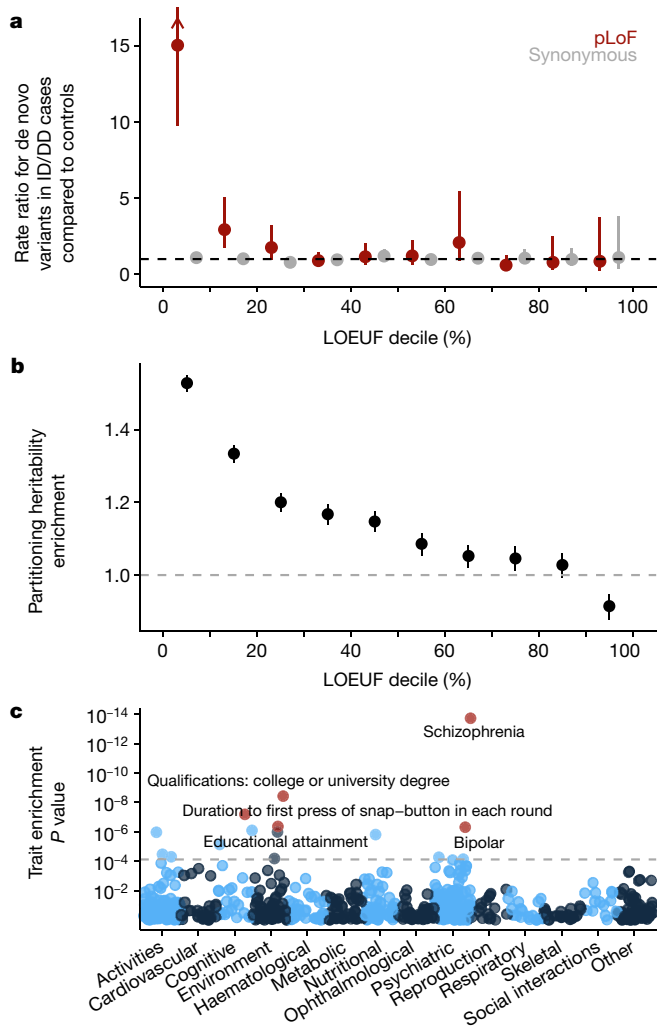 a
Rate ratio for de novo
variants in ID/DD cases
compared to controls
15
10
5
0
pLoF
Synonymous
0 20 40 60 80 100
LOEUF decile (%)
b
Partitioning heritability
enrichment
1.4
1.2
1.0
0 20 40 60 80 100
LOEUF decile (%)
c
Trait enrichment
P value
10−14
10−12
10−10
10−8
10−6
10−4
10−2
Schizophrenia
Qualifications: college or university degree
Duration to first press of snap−button in each round
Educational attainment
Bipolar
Activities
Cardiovascular
Cognitive
Environment
Haematological
Metabolic
Nutritional
Ophthalmological
Psychiatric
Reproduction
Respiratory
Skeletal
Social interactions
Other